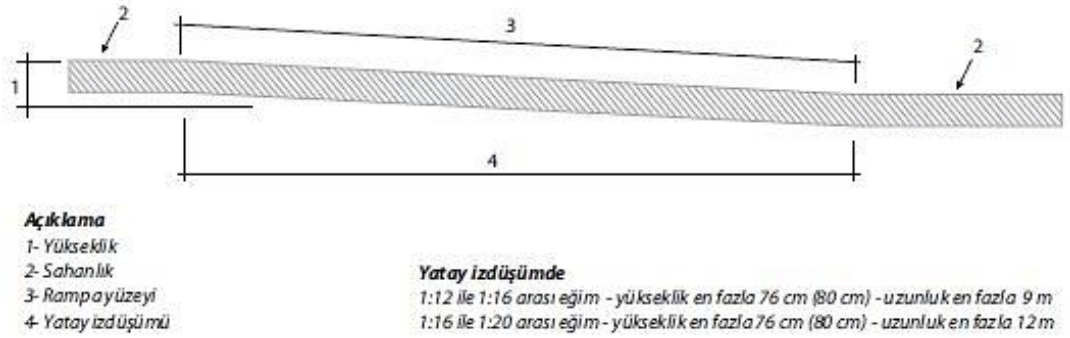 2
3
2
1
4
Açıklama
1- Yükseklik
2- Sahanlık
3- Rampa yüzeyi
4- Yatay izdüşümü
Yatay izdüşümde
1:12 ile 1:16 arası eğim - yükseklik en fazla 76 cm (80 cm) - uzunluk en fazla 9 m
1:16 ile 1:20 arası eğim - yükseklik en fazla 76 cm (80 cm) - uzunluk en fazla 12 m